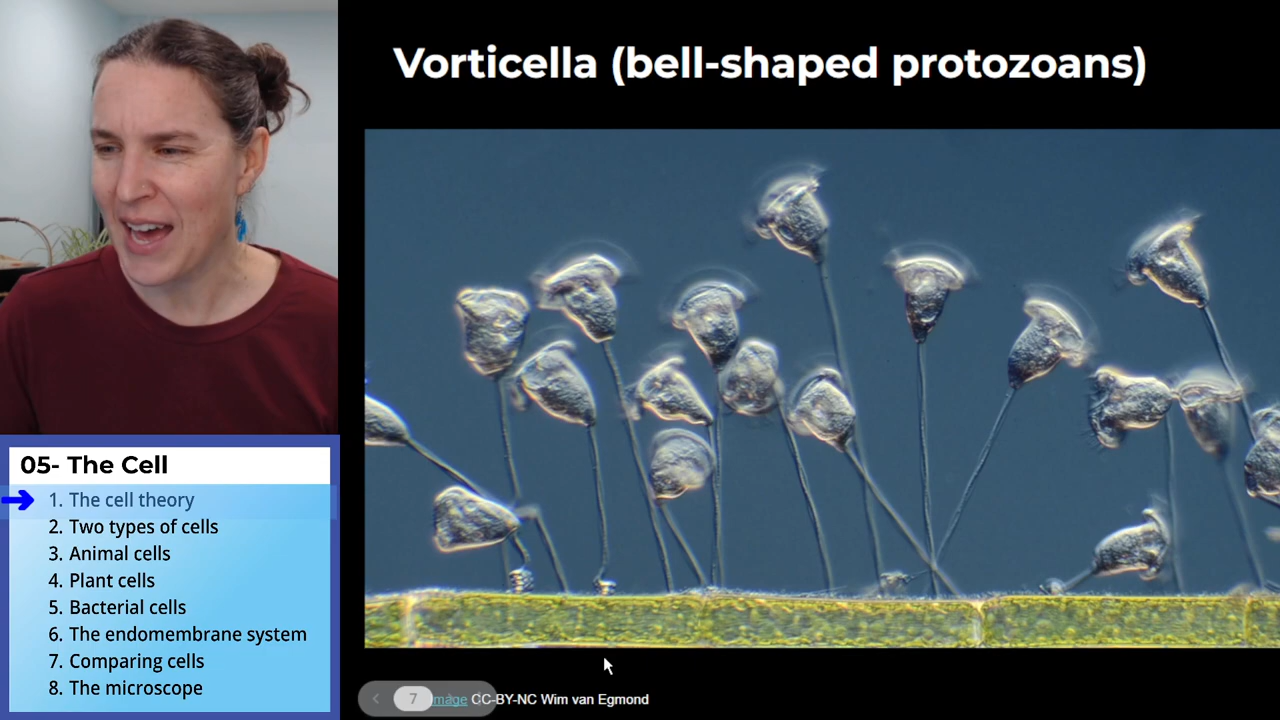 Vorticella (bell-shaped protozoans)
05- The Cell
1. The cell theory
2. Two types of cells
3. Animal cells
4. Plant cells
5. Bacterial cells
6. The endomembrane system
7. Comparing cells
8. The microscope
7 Image CC-BY-NC Wim van Egmond